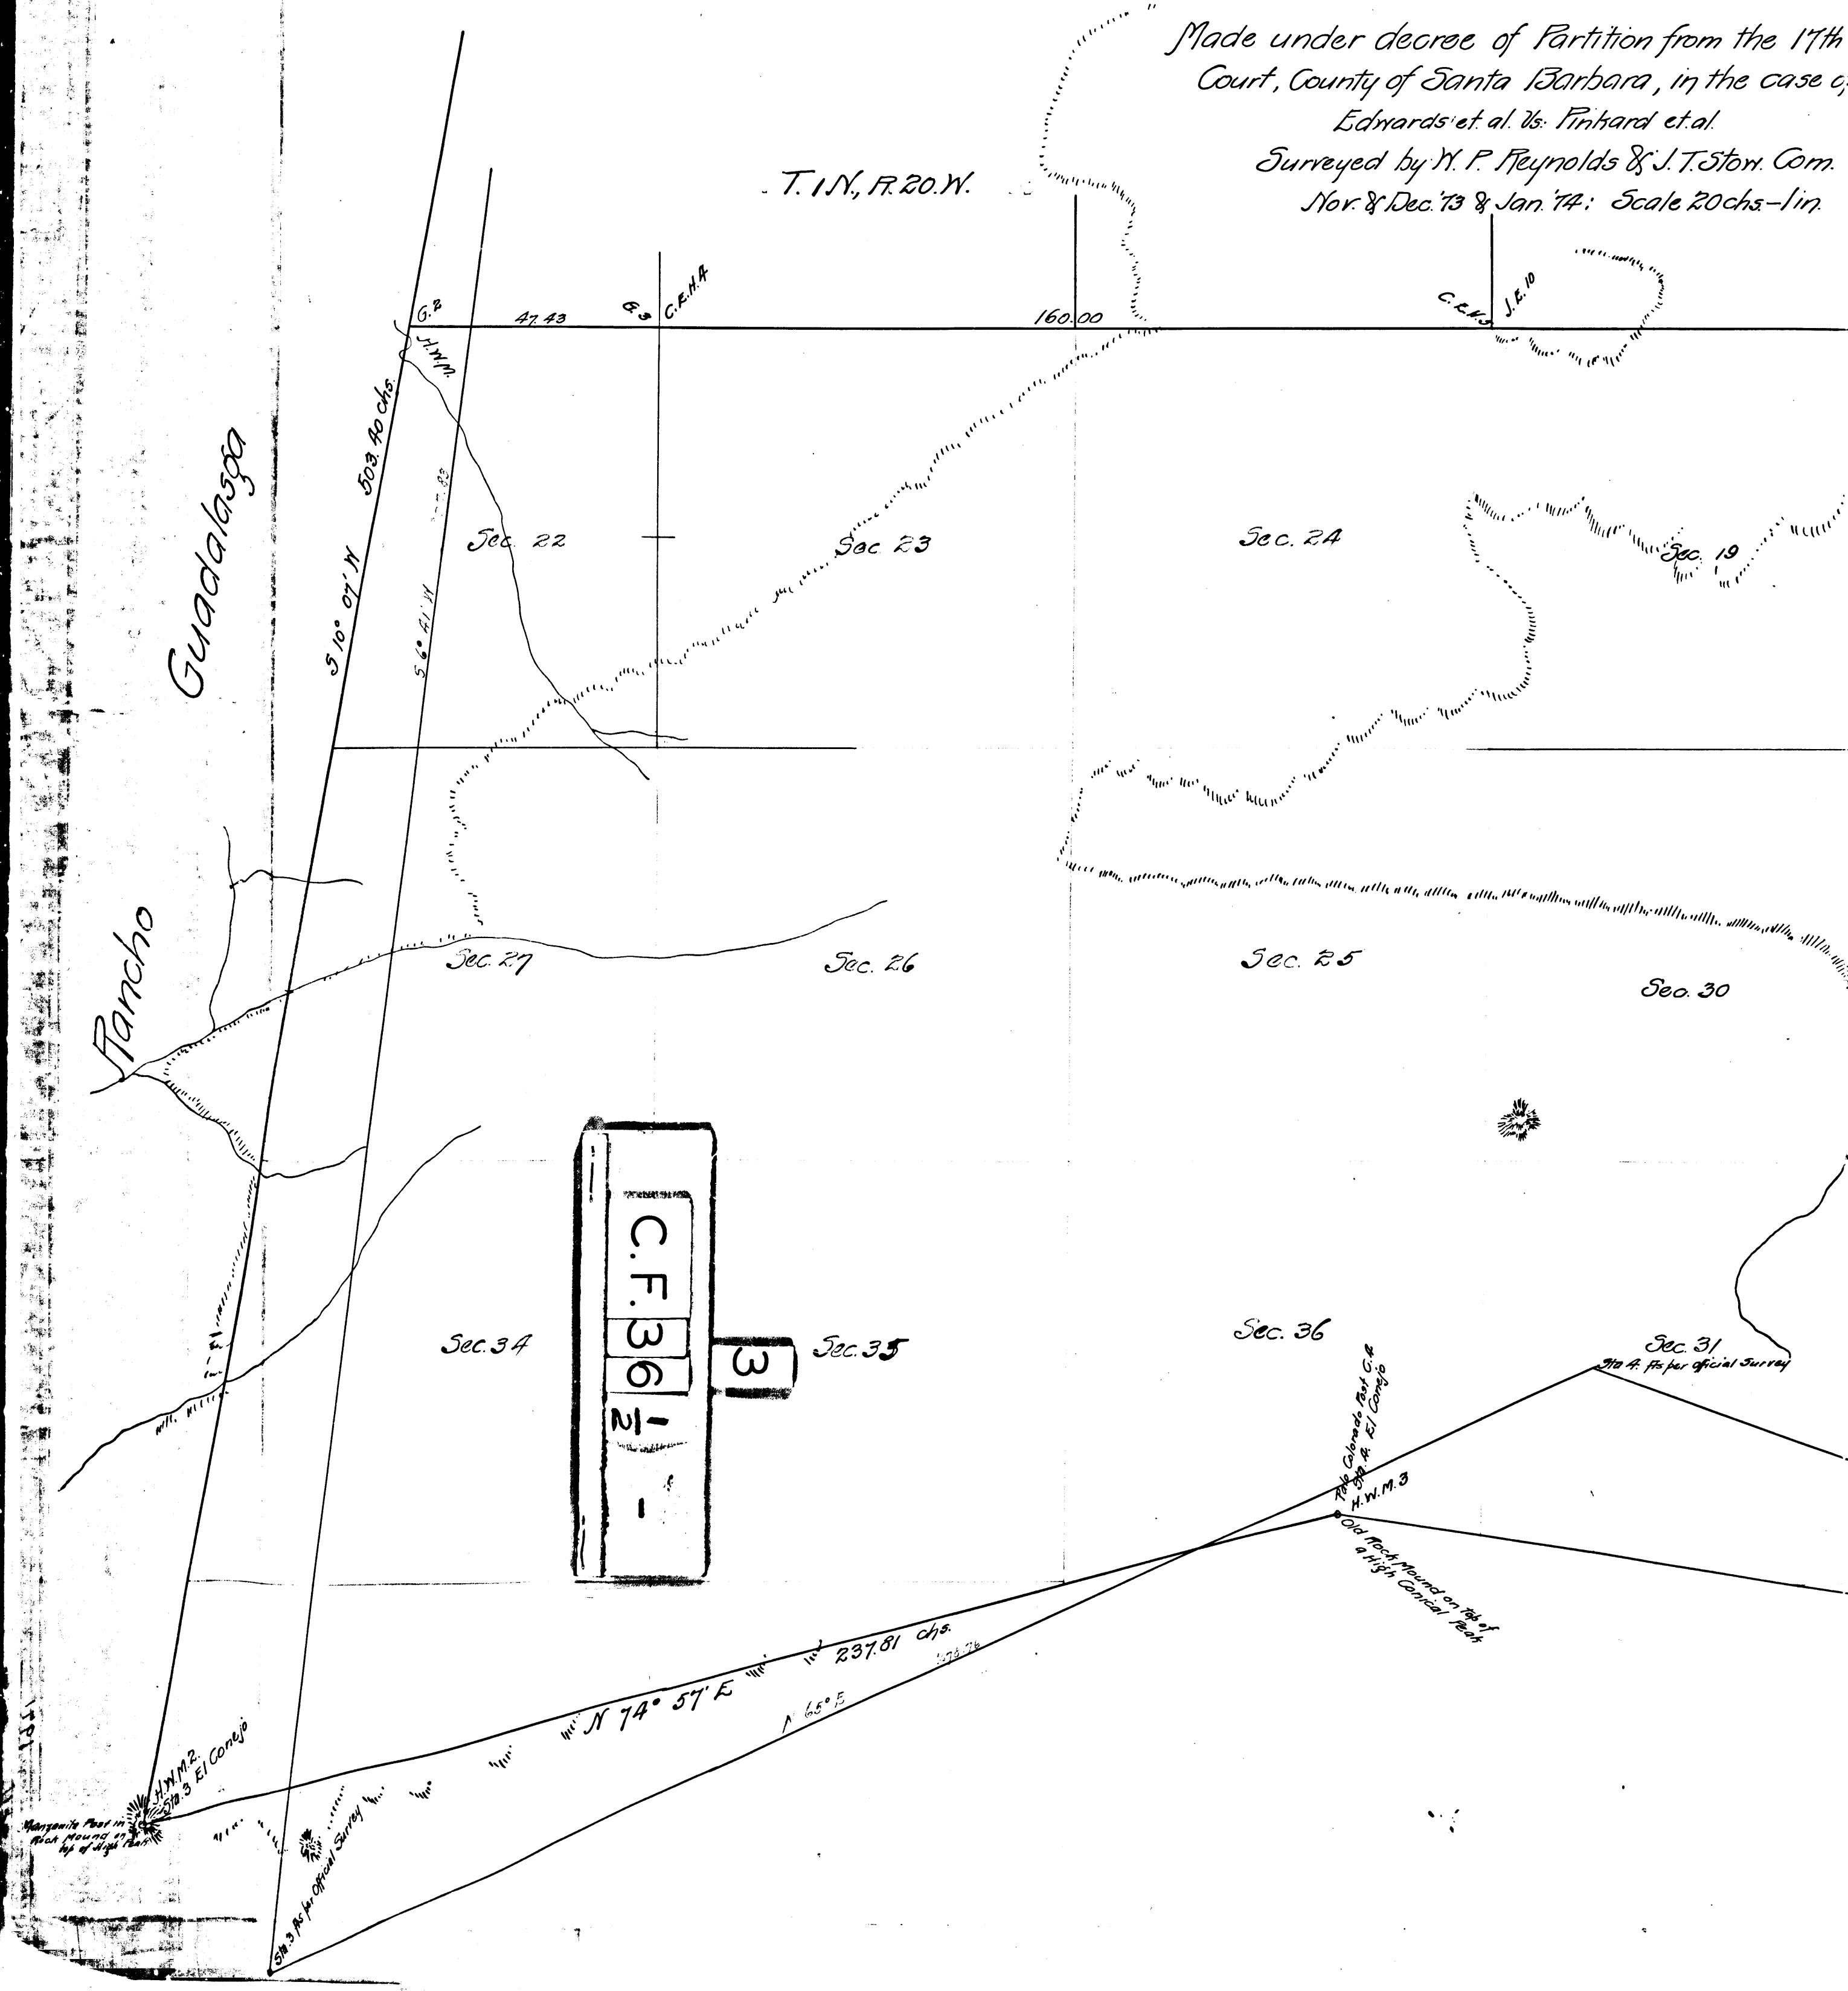 Made under decree of Partition from the 17th
Court, County of Santa Barbara, in the case
Edwards et. al. Vs. Pinkard et. al.
Surveyed by W. P. Reynolds & J. T. Stow. Com.
Nov. & Dec. '73 & Jan. '74: Scale 20 chs.-1 in.
T. 1 N., R. 20. W.
G. 2
47.43
G. 3
C.E.H.A
160.00
C.E.N.3
J.E. 10
H.W.M.
S 10° 07' W 503.40 chs.
S 6° 41' W
Rancho Guadalasca
Sec. 22
Sec. 23
Sec. 24
Sec. 19
Sec. 27
Sec. 26
Sec. 25
Sec. 30
C.F. 36 1/2 -
3
Sec. 34
Sec. 35
Sec. 36
Sec. 31
Sta 4. As per Oficial Survey
Palo Colorado Post C.4.
Sta. 4. El Conejo
H.W.M.3
Old Rock Mound on top of
a High Conical Peak
N 74° 57' E 237.81 chs.
N 65° E
H.W.M.2.
Sta.3 El Conejo
Manzanita Post in
Rock Mound on
top of High Peak
Sta.3 As per Official Survey